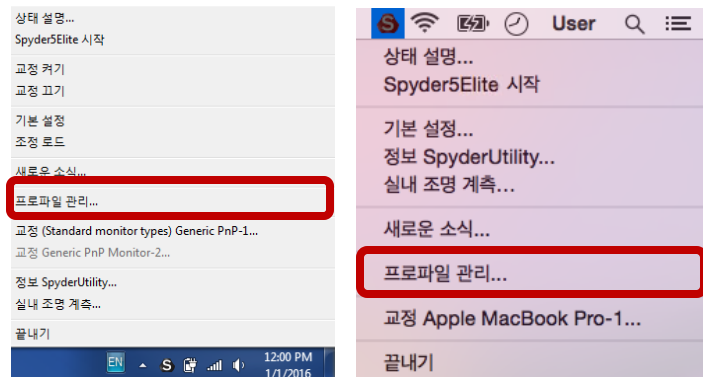 상태 설명...
Spyder5Elite 시작
교정 켜기
교정 끄기
기본 설정
조정 로드
새로운 소식...
프로파일 관리...
교정 (Standard monitor types) Generic PnP-1...
교정 Generic PnP Monitor-2...
정보 SpyderUtility...
실내 조명 계측...
끝내기
EN
S
12:00 PM
1/1/2016
S
User
상태 설명...
Spyder5Elite 시작
기본 설정...
정보 SpyderUtility...
실내 조명 계측...
새로운 소식...
프로파일 관리...
교정 Apple MacBook Pro-1...
끝내기